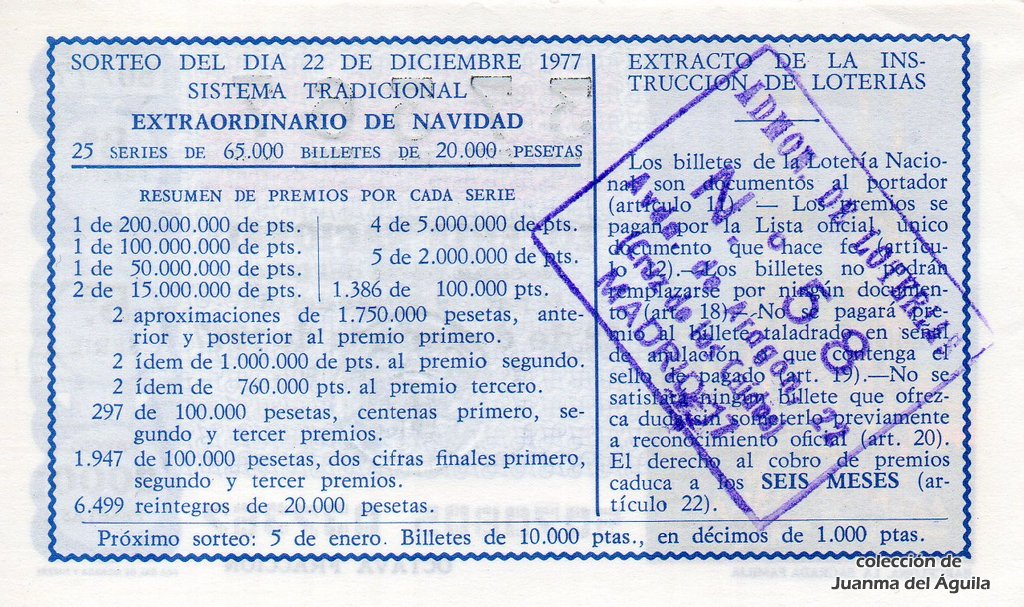 SORTEO DEL DIA 22 DE DICIEMBRE 1977
SISTEMA TRADICIONAL
EXTRAORDINARIO DE NAVIDAD
25 SERIES DE 65.000 BILLETES DE 20.000 PESETAS
RESUMEN DE PREMIOS POR CADA SERIE
1 de 200.000.000 de pts.
1 de 100.000.000 de pts.
1 de 50.000.000 de pts.
2 de 15.000.000 de pts.
4 de 5.000.000 de pts.
5 de 2.000.000 de pts.
1.386 de 100.000 pts.
2 aproximaciones de 1.750.000 pesetas, ante-
rior y posterior al premio primero.
2 ídem de 1.000.000 de pts. al premio segundo.
2 ídem de 760.000 pts. al premio tercero.
297 de 100.000 pesetas, centenas primero, se-
gundo y tercer premios.
1.947 de 100.000 pesetas, dos cifras finales primero,
segundo y tercer premios.
6.499 reintegros de 20.000 pesetas.
EXTRACTO DE LA INS-
TRUCCION DE LOTERIAS
Los billetes de la Lotería Nacio-
nal son documentos al portador
(artículo 11). — Los premios se
pagan por la Lista oficial, único
documento que hace fe (artícu-
lo 12).—Los billetes no podrán
remplazarse por ningún documen-
to (art. 18).—No se pagará pre-
mio al billete taladrado en señal
de anulación o que contenga el
sello de pagado (art. 19).—No se
satisfará ningún billete que ofrez-
ca duda sin someterlo previamente
a reconocimiento oficial (art. 20).
El derecho al cobro de premios
caduca a los SEIS MESES (ar-
tículo 22).
Próximo sorteo: 5 de enero. Billetes de 10.000 ptas., en décimos de 1.000 ptas.
ADMON. DE LOTERIAS
N.º 58
Avda. de Aragón, 21
MADRID-17
colección de
Juanma del Águila